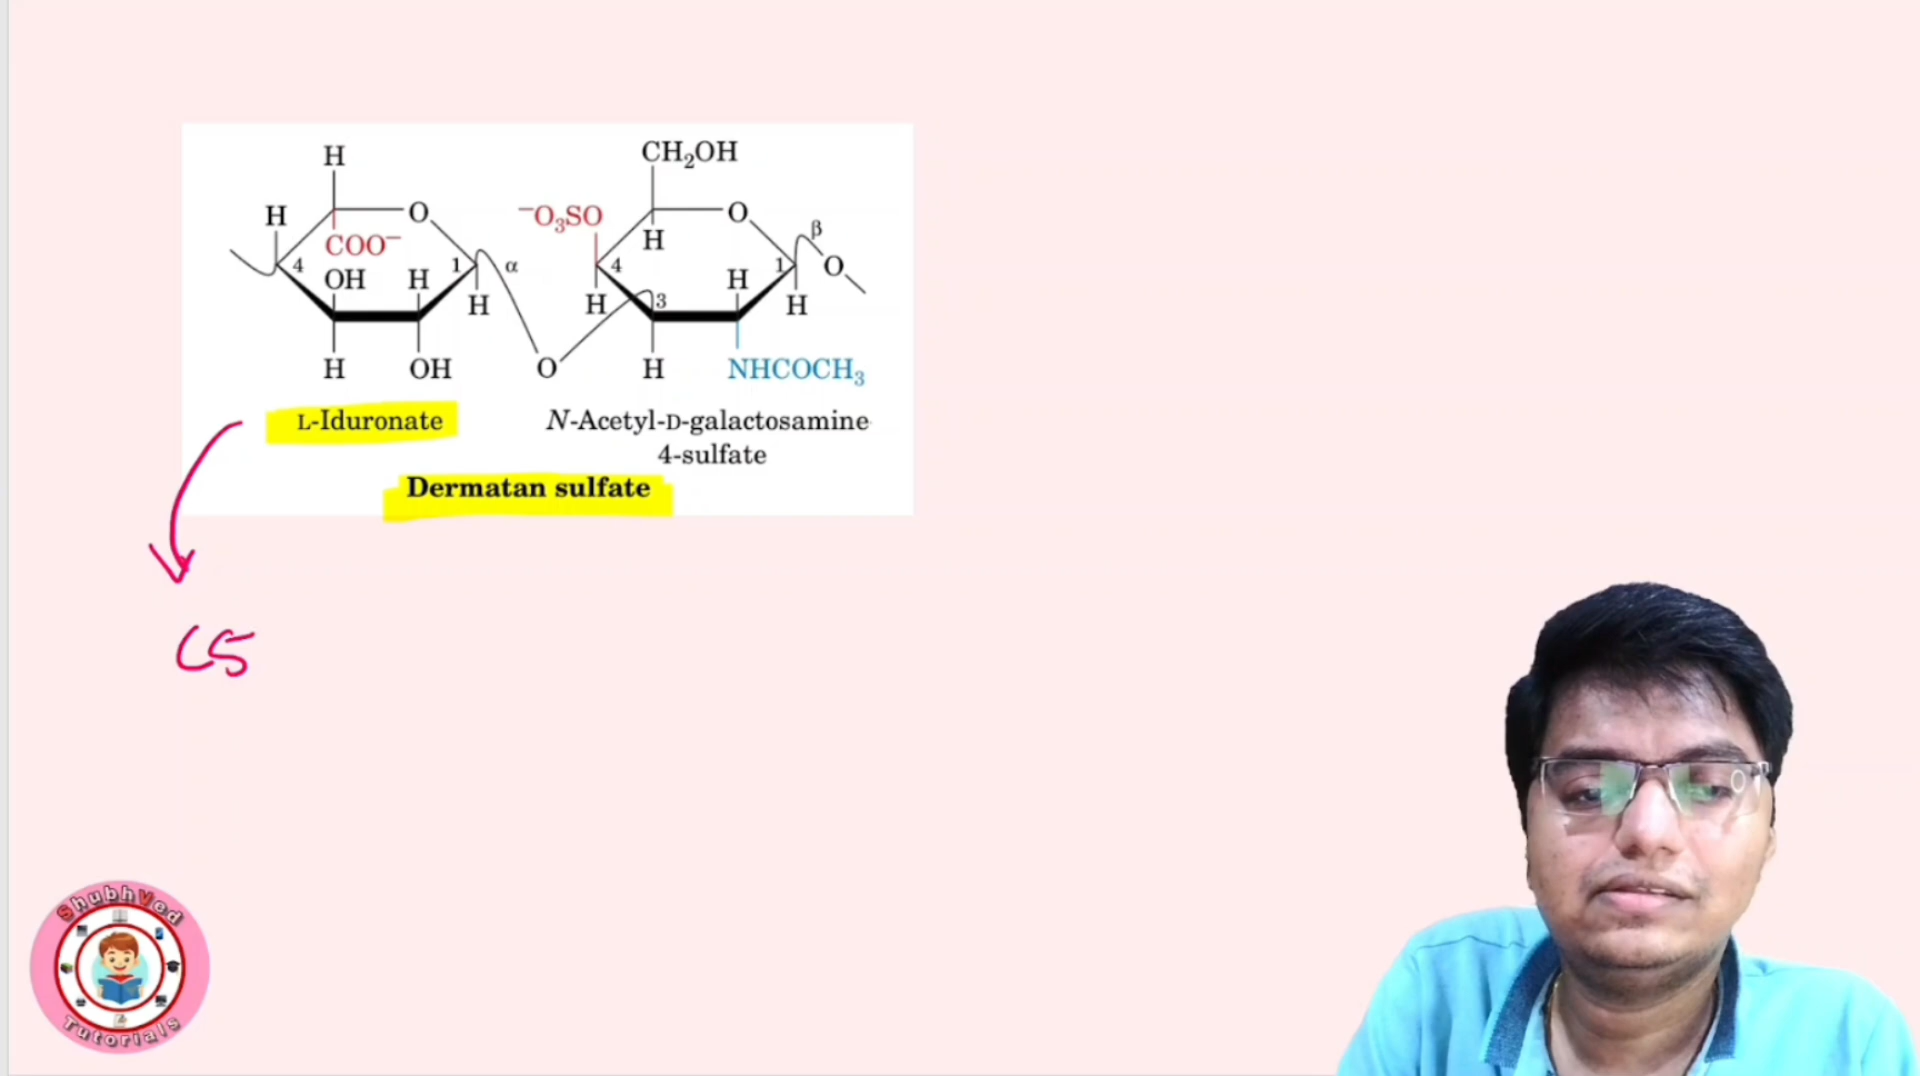 H
CH₂OH
H
O
⁻O₃SO
O
β
COO⁻
H
4
OH
H
1
α
H
4
H
3
H
1
O
H
H
OH
O
H
NHCOCH₃
H
L-Iduronate
N-Acetyl-D-galactosamine
4-sulfate
Dermatan sulfate
C5
ShubhVed
Tutorials